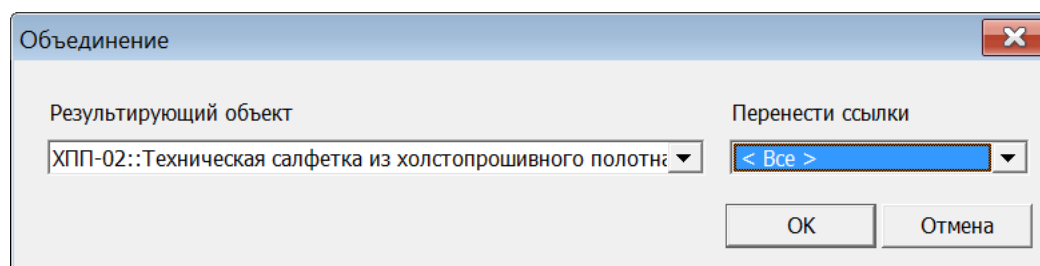 Объединение
Результирующий объект
Перенести ссылки
ХПП-02::Техническая салфетка из холстопрошивного полотна
< Все >
OK
Отмена